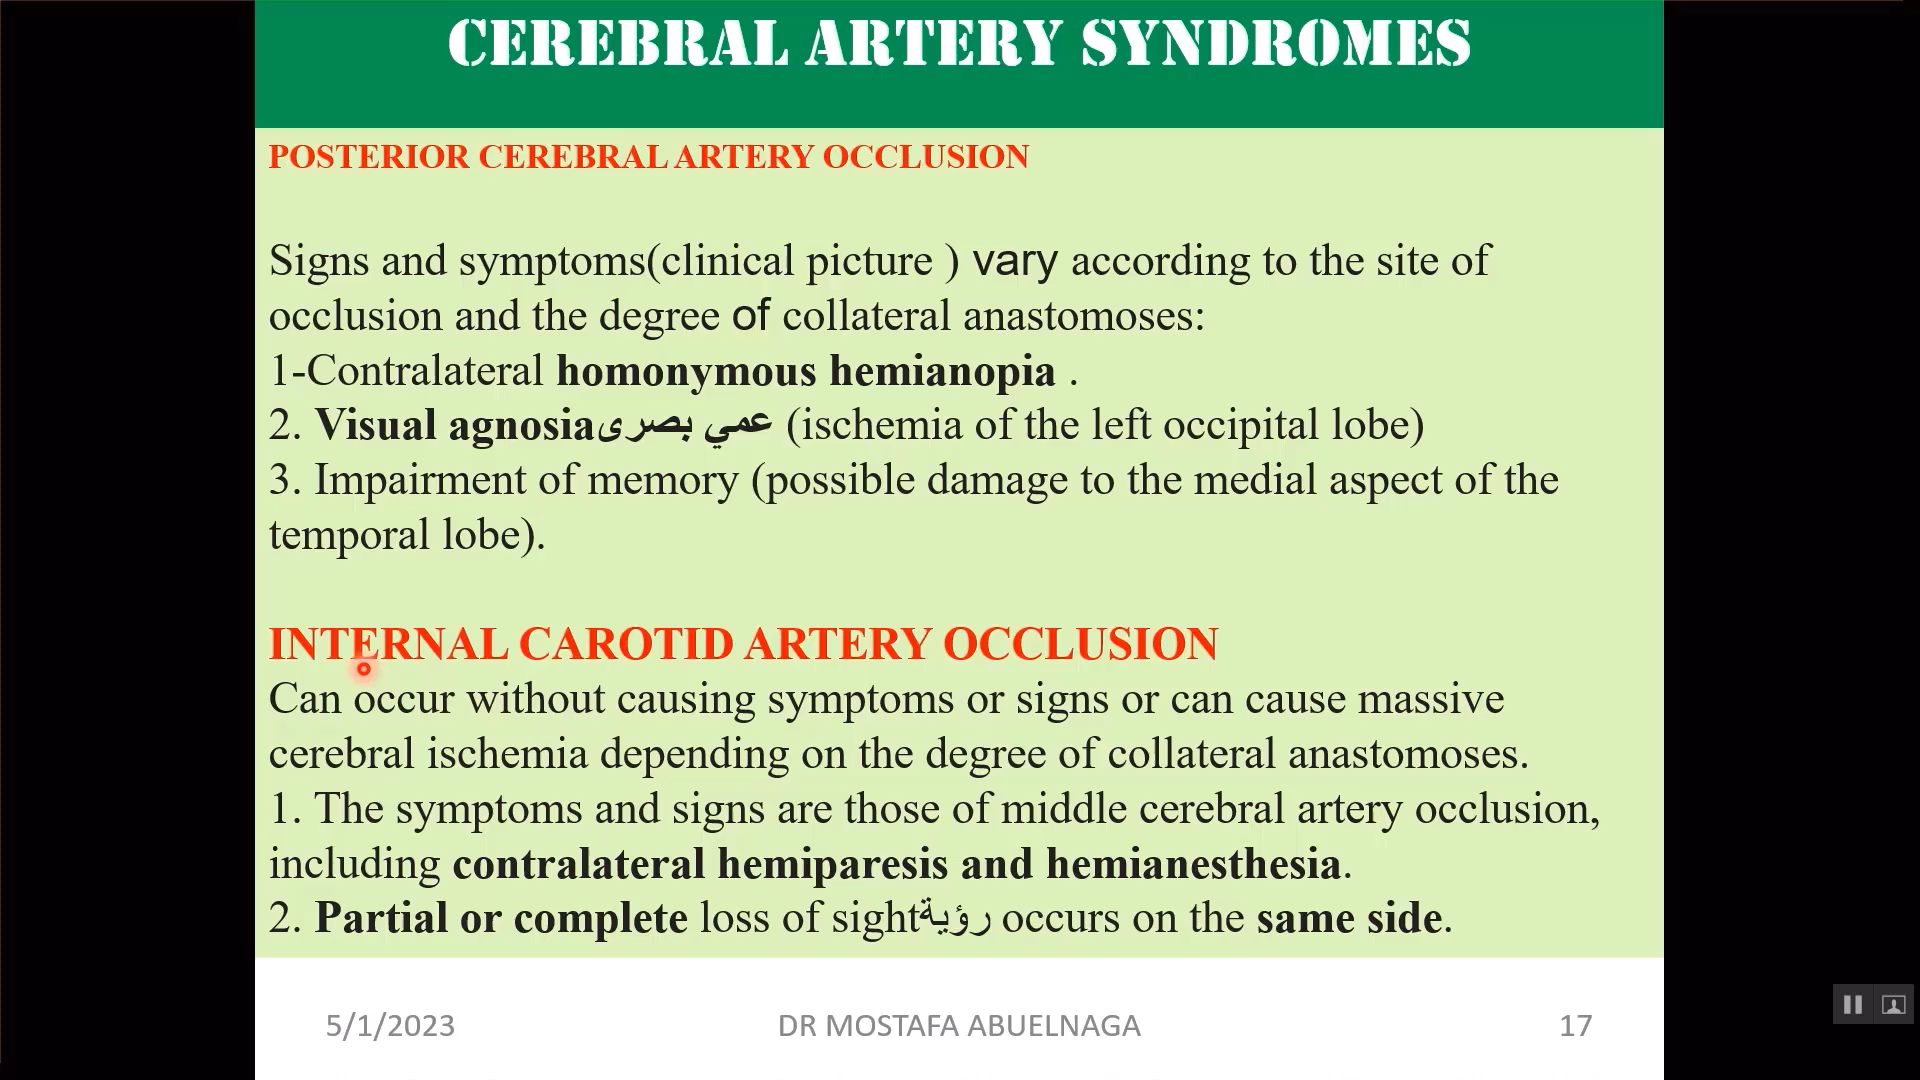 CEREBRAL ARTERY SYNDROMES
POSTERIOR CEREBRAL ARTERY OCCLUSION
Signs and symptoms(clinical picture ) vary according to the site of
occlusion and the degree of collateral anastomoses:
1-Contralateral homonymous hemianopia .
2. Visual agnosiaعمي بصرى (ischemia of the left occipital lobe)
3. Impairment of memory (possible damage to the medial aspect of the
temporal lobe).
INTERNAL CAROTID ARTERY OCCLUSION
Can occur without causing symptoms or signs or can cause massive
cerebral ischemia depending on the degree of collateral anastomoses.
1. The symptoms and signs are those of middle cerebral artery occlusion,
including contralateral hemiparesis and hemianesthesia.
2. Partial or complete loss of sightرؤية occurs on the same side.
5/1/2023 DR MOSTAFA ABUELNAGA 17